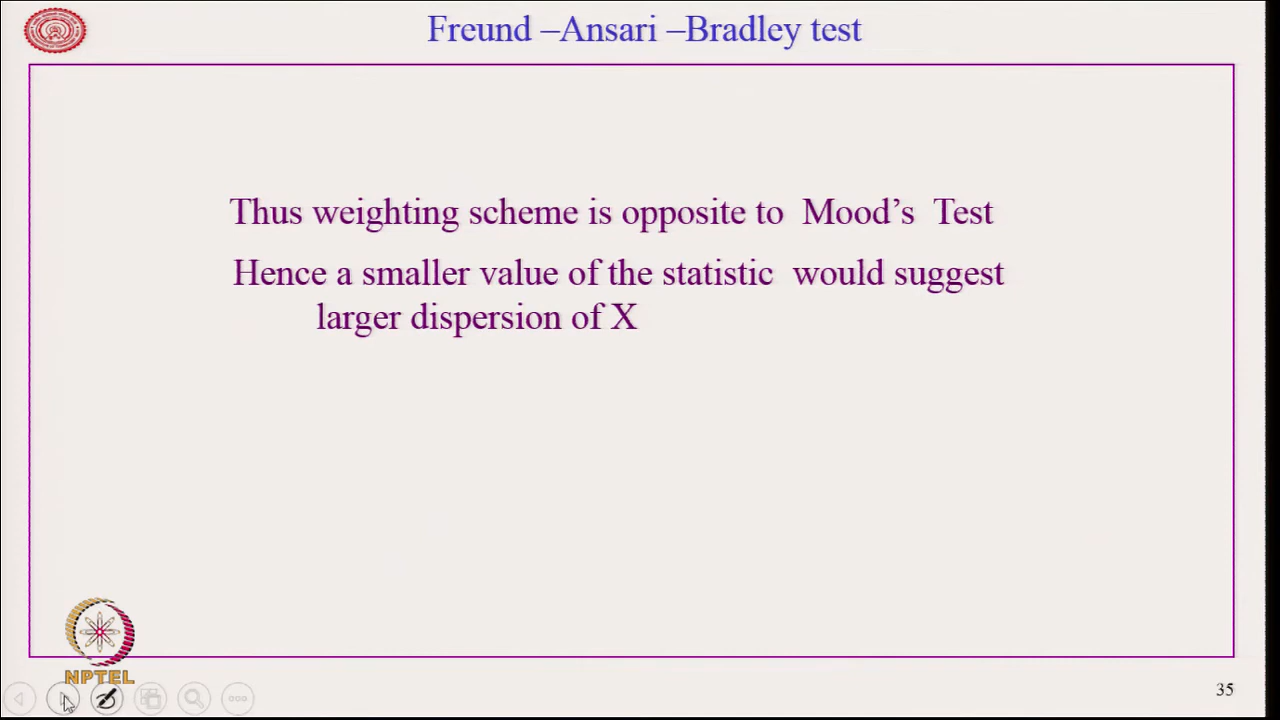 Freund –Ansari –Bradley test
Thus weighting scheme is opposite to Mood’s Test
Hence a smaller value of the statistic would suggest
larger dispersion of X
NPTEL
35